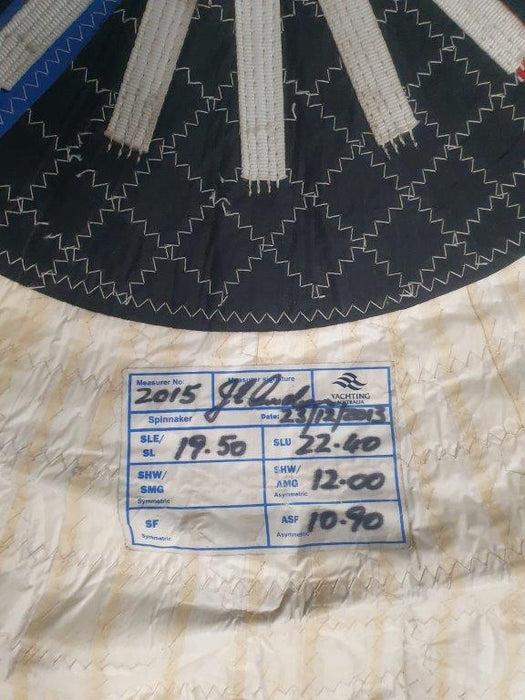 Measurer No: Measurer signature
2015
YACHTING
AUSTRALIA
Spinnaker Date: 23/12/2013
SLE/
SL 19.50 SLU 22.40
SHW/
SMG
Symmetric
SHW/
AMG 12.00
Asymmetric
SF
Symmetric
ASF 10.90
Asymmetric